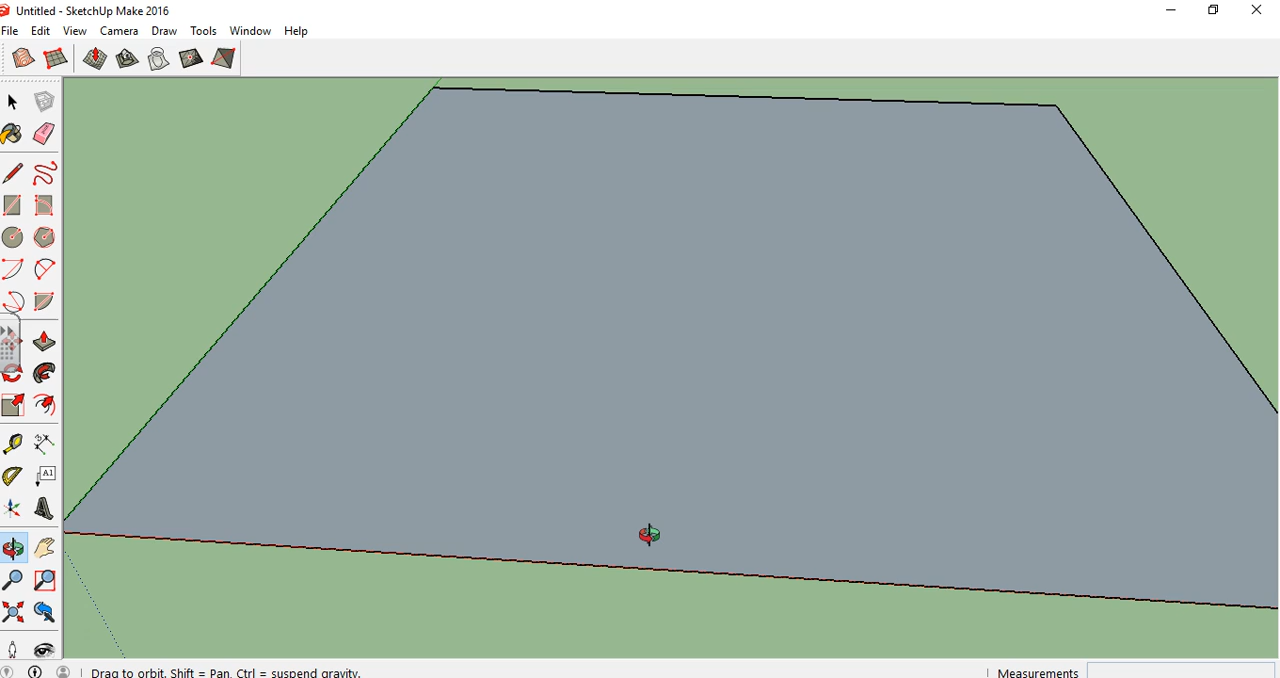 Untitled - SketchUp Make 2016
File Edit View Camera Draw Tools Window Help
A1
Drag to orbit. Shift = Pan, Ctrl = suspend gravity.
Measurements